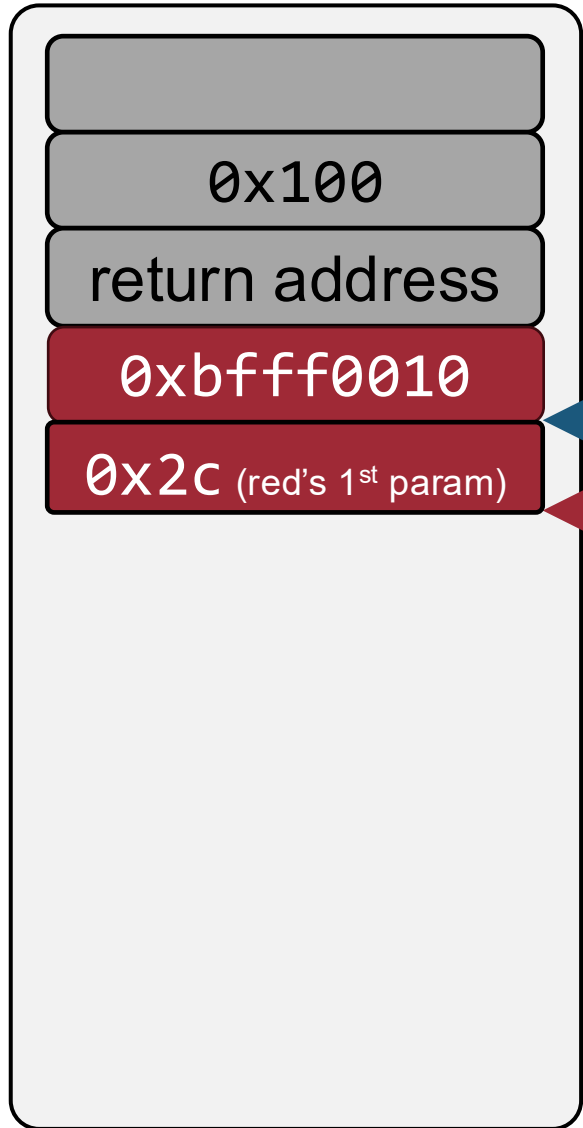 0x100
return address
0xbfff0010
0x2c (red's 1st param)